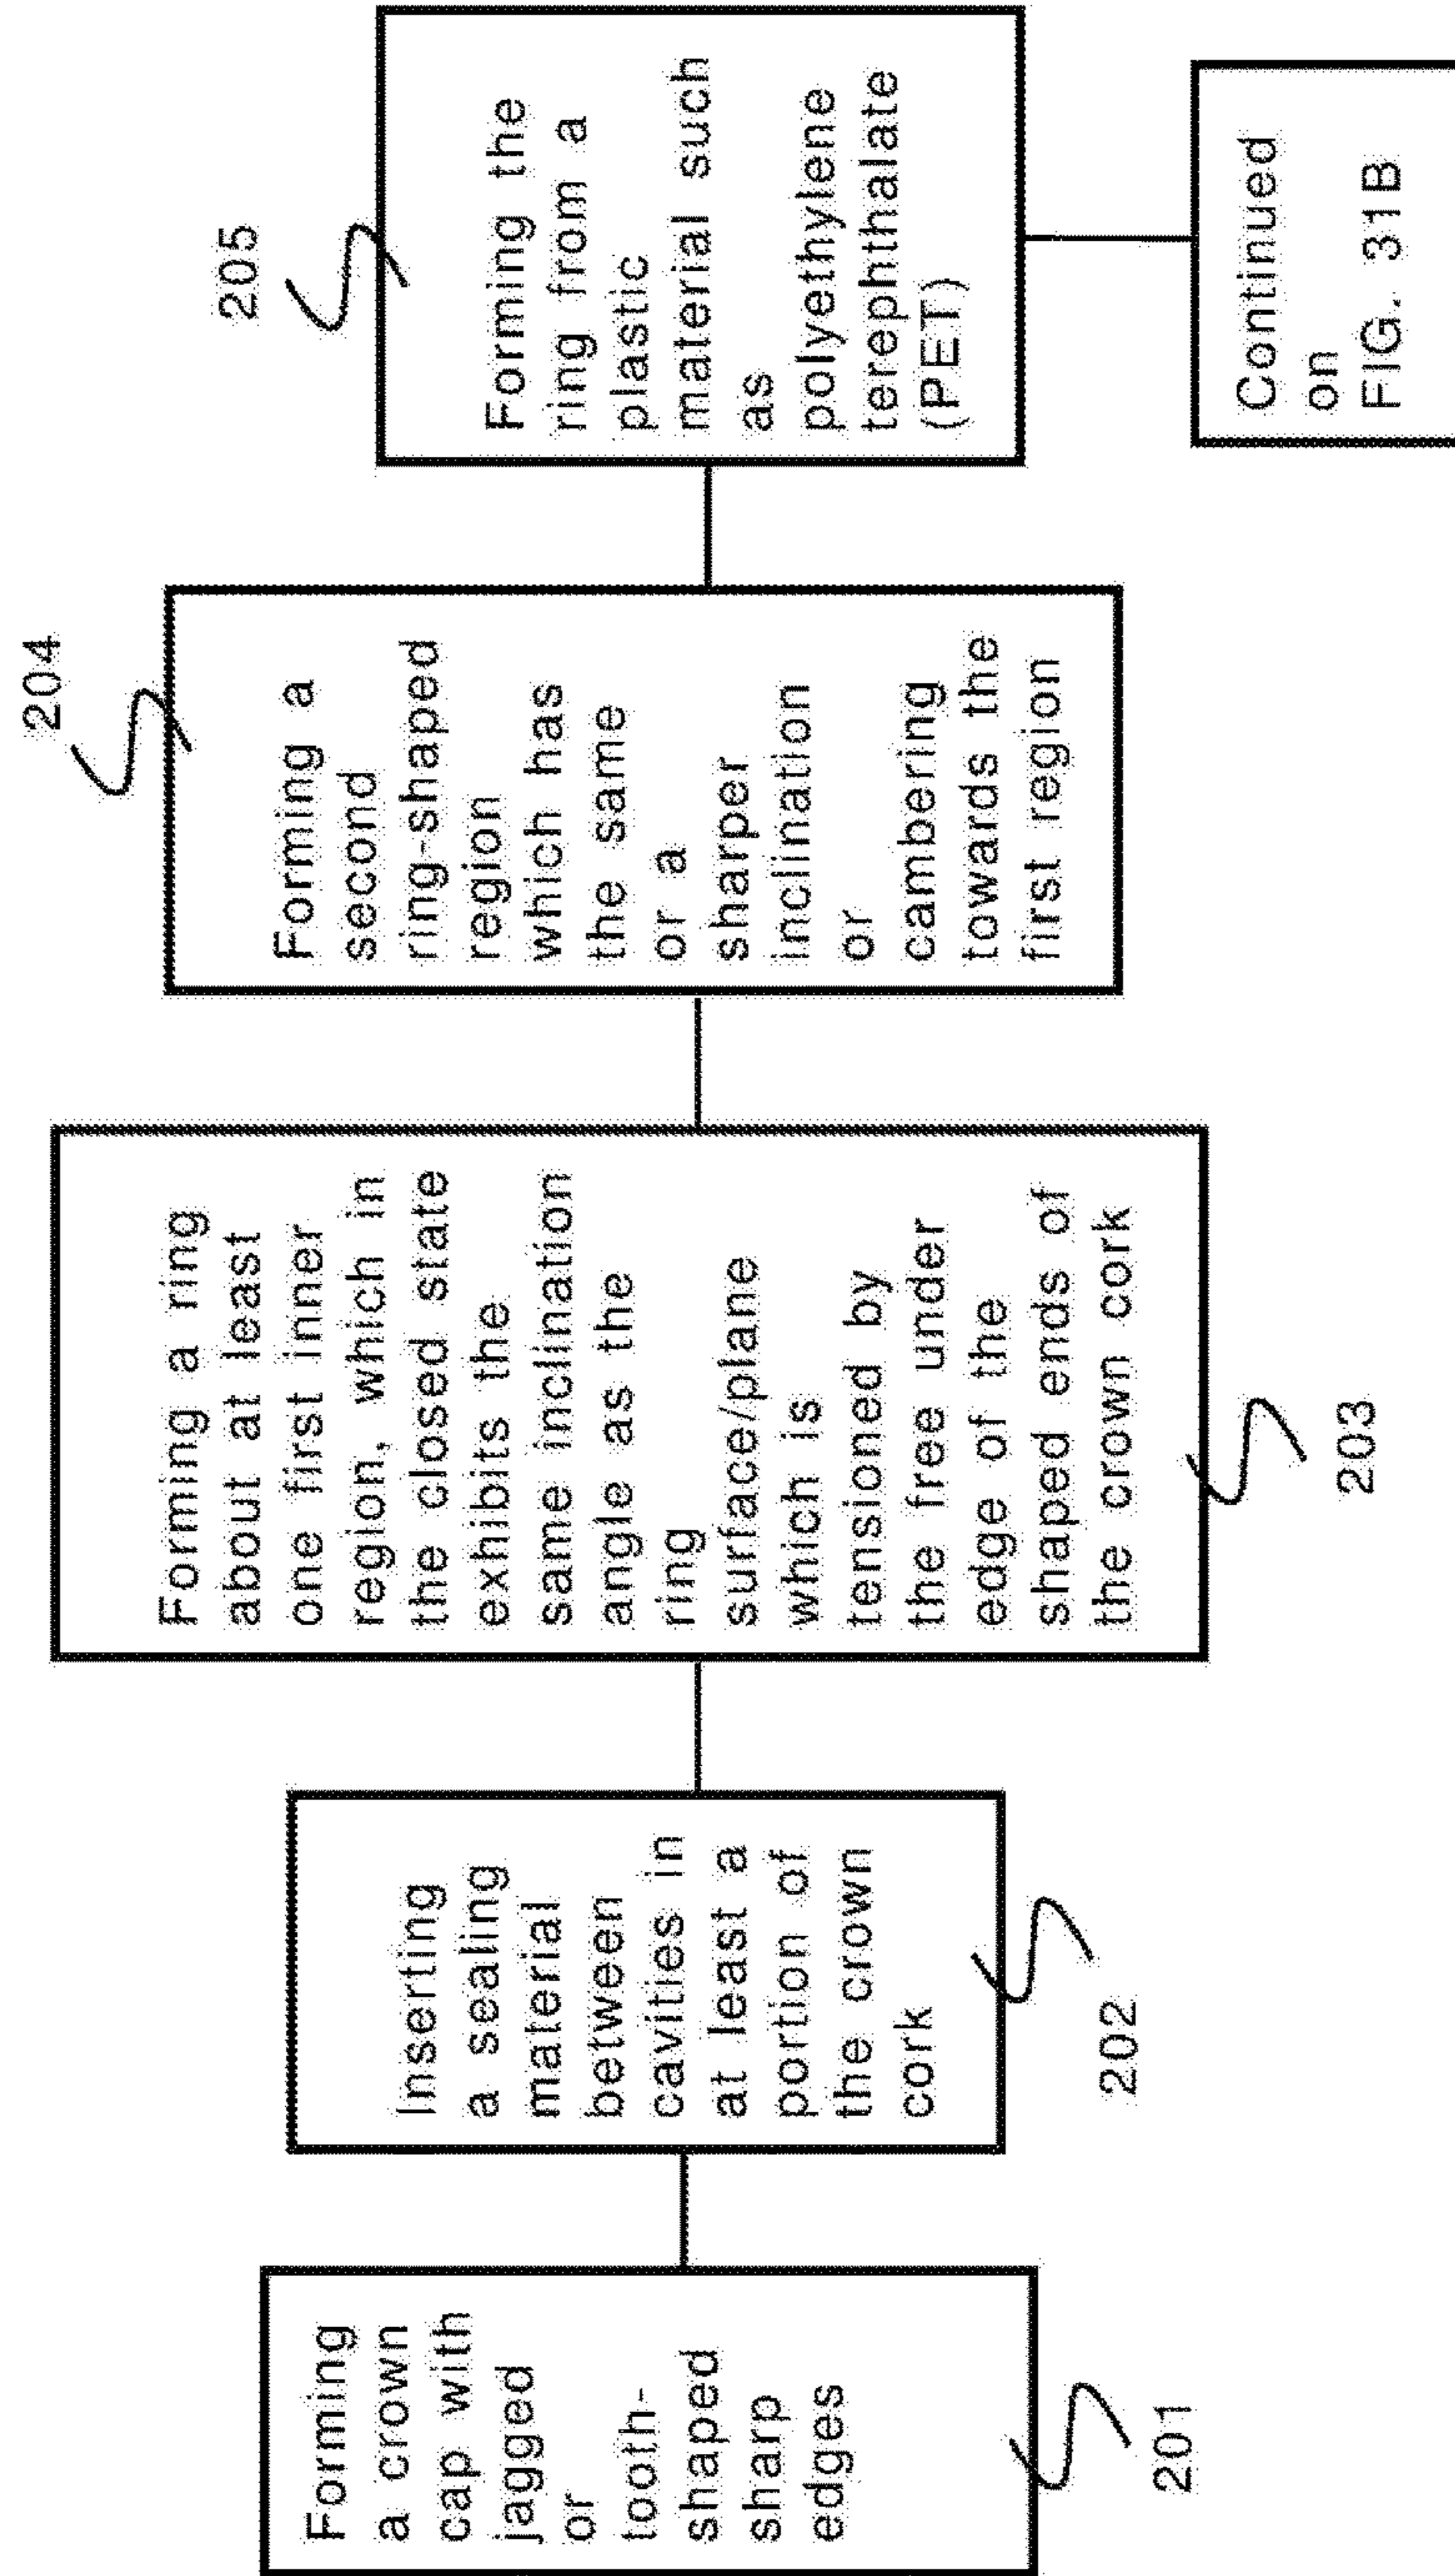 Forming
a crown
cap with
jagged
or
tooth-
shaped
sharp
edges
201
Inserting
a sealing
material
between
cavities in
at least a
portion of
the crown
cork
202
Forming a ring
about at least
one first inner
region, which in
the closed state
exhibits the
same inclination
angle as the
ring
surface/plane
which is
tensioned by
the free under
edge of the
shaped ends of
the crown cork
203
204
Forming a
second
ring-shaped
region
which has
the same
or a
sharper
inclination
or
cambering
towards the
first region
205
Forming the
ring from a
plastic
material such
as
polyethylene
terephthalate
(PET)
Continued
on
FIG. 31B